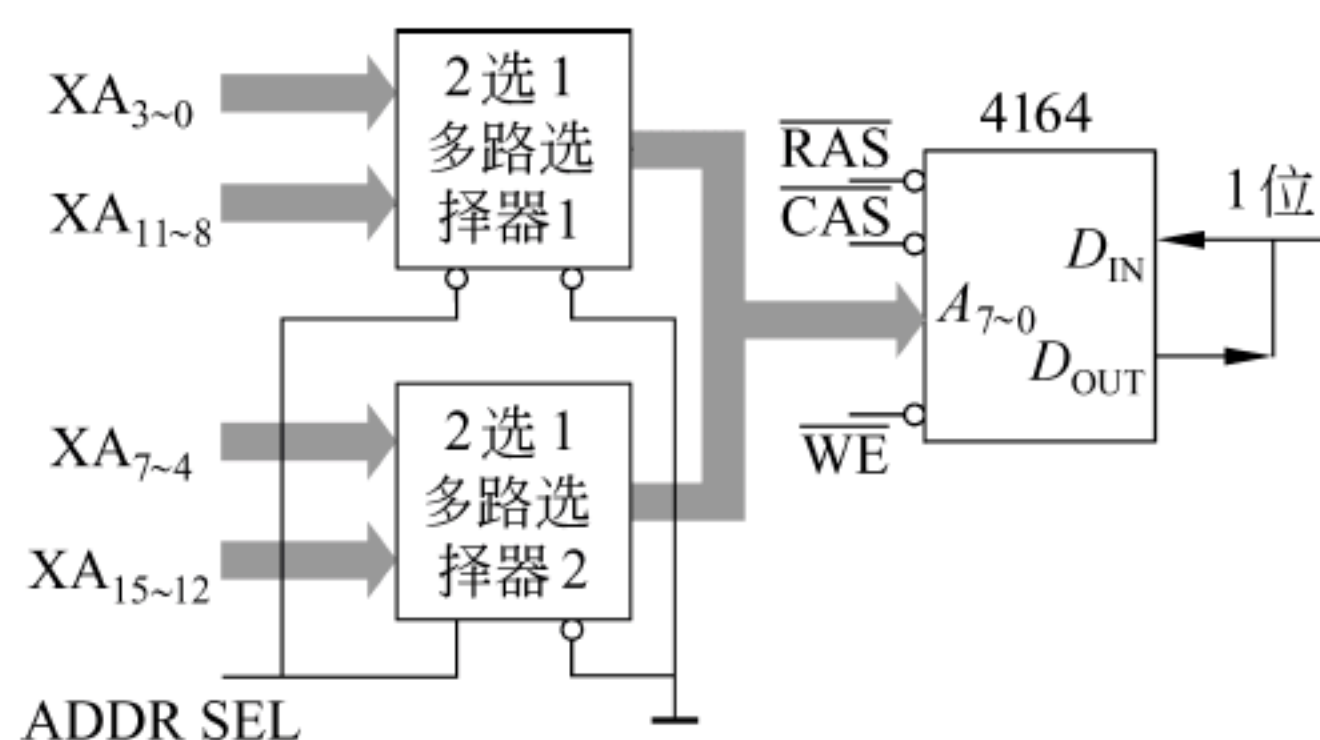 XA3~0
XA11~8
2选1
多路选
择器1
XA7~4
XA15~12
2选1
多路选
择器2
ADDR SEL
RAS
CAS
WE
4164
A7~0
DIN
DOUT
1位